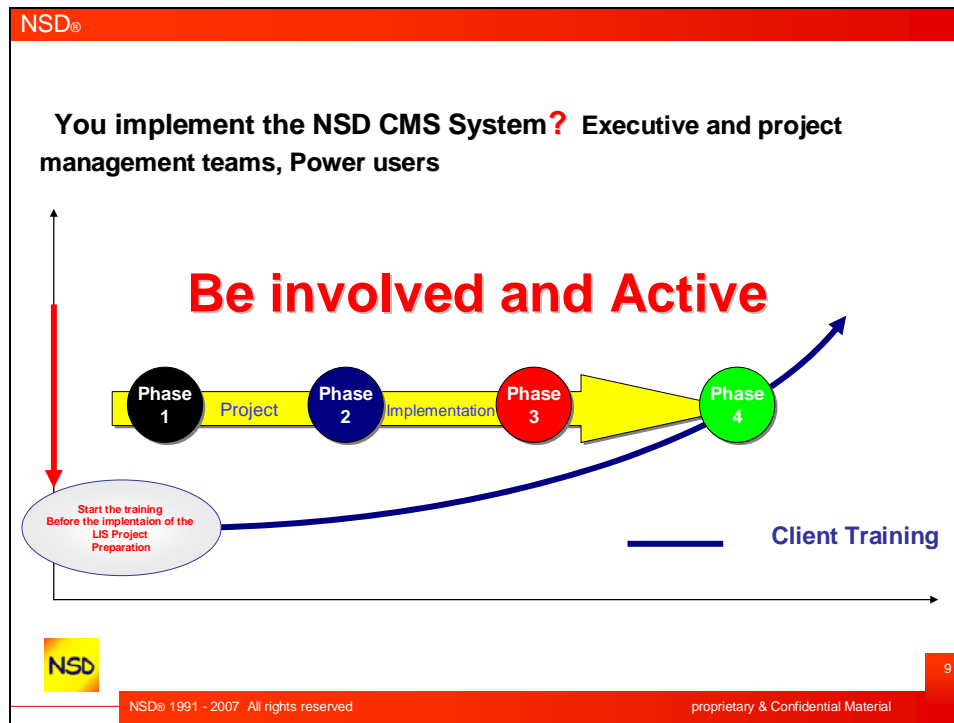 NSD®
You implement the NSD CMS System? Executive and project
management teams, Power users
Be involved and Active
Phase
1
Project
Phase
2
Implementation
Phase
3
Phase
4
Start the training
Before the implentaion of the
LIS Project
Preparation
Client Training
NSD
9
NSD® 1991 - 2007 All rights reserved
proprietary & Confidential Material